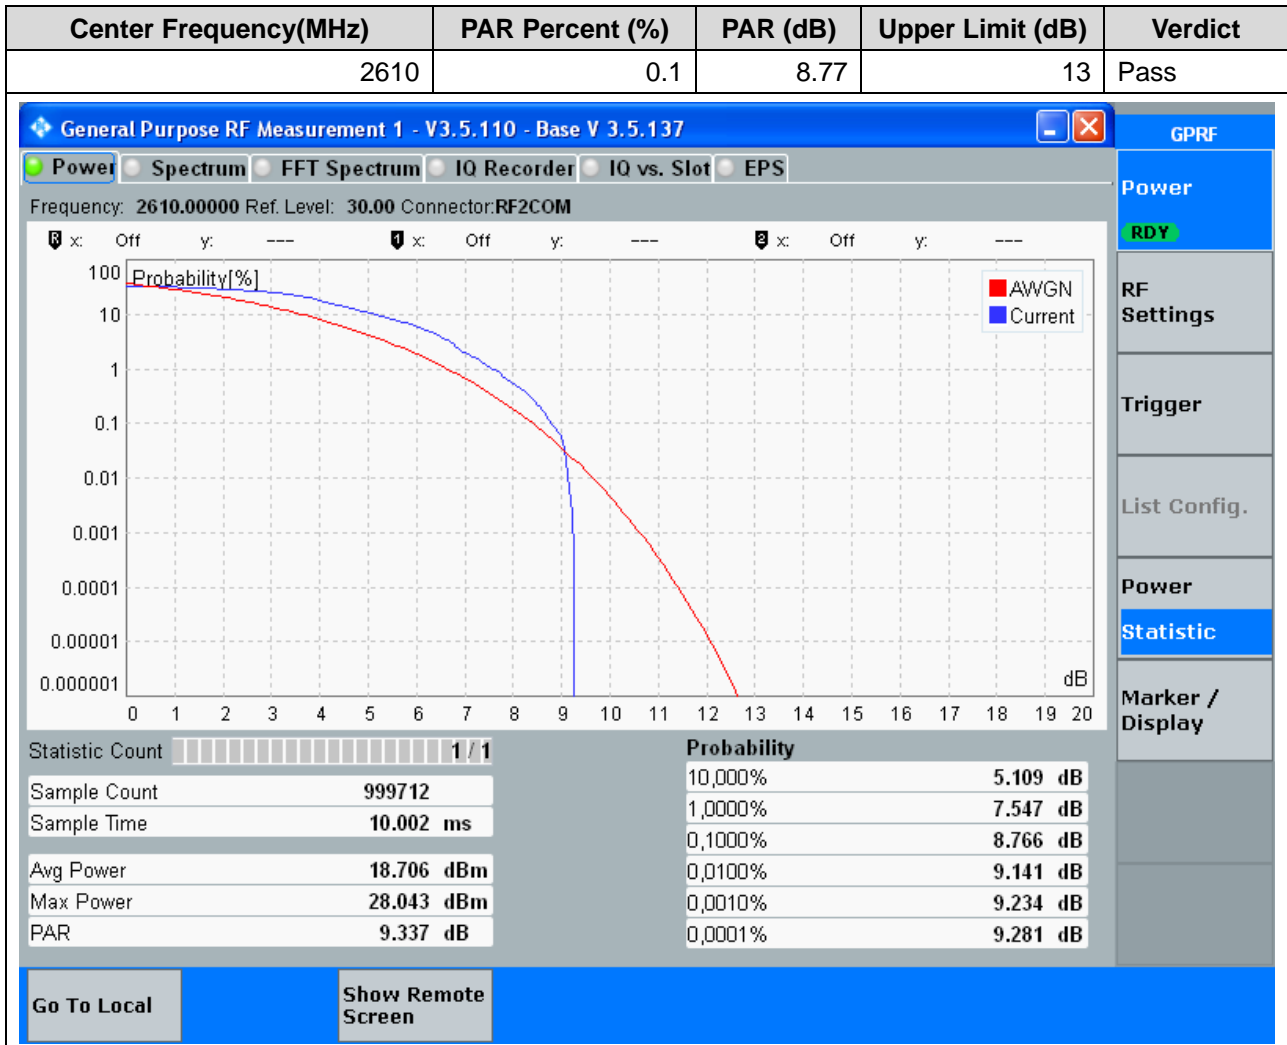 Center Frequency(MHz) PAR Percent (%) PAR (dB) Upper Limit (dB) Verdict
2610 0.1 8.77 13 Pass
General Purpose RF Measurement 1 - V3.5.110 - Base V 3.5.137
GPRF
Power Spectrum FFT Spectrum IQ Recorder IQ vs. Slot EPS
Frequency: 2610.00000 Ref. Level: 30.00 Connector:RF2COM
R x: Off y: --- 1 x: Off y: --- 2 x: Off y: ---
Probability[%]
AWGN
Current
100
10
1
0.1
0.01
0.001
0.0001
0.00001
0.000001
dB
0 1 2 3 4 5 6 7 8 9 10 11 12 13 14 15 16 17 18 19 20
Statistic Count 1 / 1
Sample Count 999712
Sample Time 10.002 ms
Avg Power 18.706 dBm
Max Power 28.043 dBm
PAR 9.337 dB
Probability
10,000% 5.109 dB
1,0000% 7.547 dB
0,1000% 8.766 dB
0,0100% 9.141 dB
0,0010% 9.234 dB
0,0001% 9.281 dB
Power
RDY
RF
Settings
Trigger
List Config.
Power
Statistic
Marker /
Display
Go To Local
Show Remote
Screen